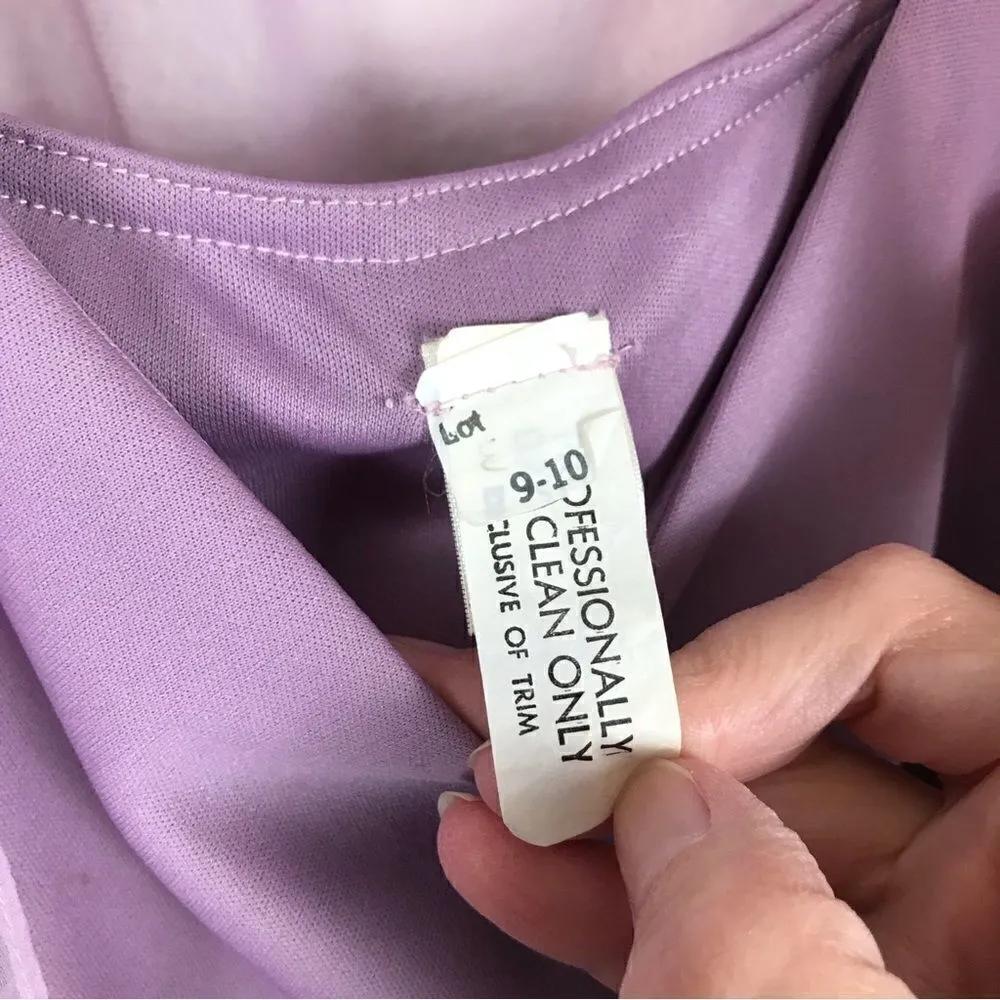 Lot
9-10
OFESSIONALLY
CLEAN ONLY
CLUSIVE OF TRIM